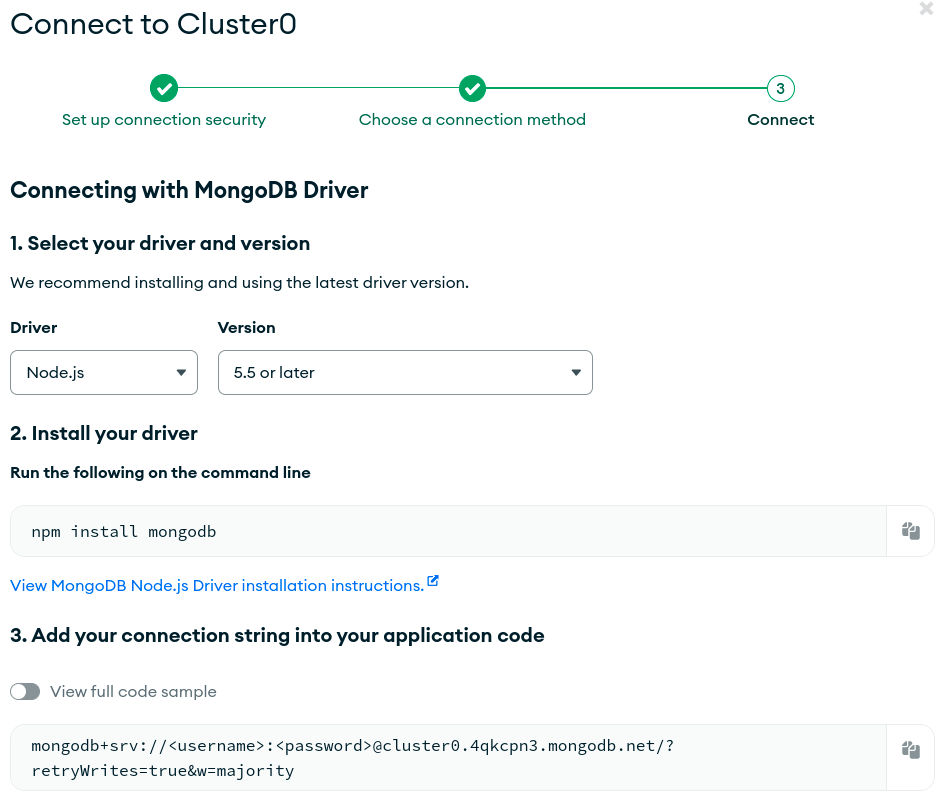 Connect to Cluster0
3
Set up connection security
Choose a connection method
Connect
Connecting with MongoDB Driver
1. Select your driver and version
We recommend installing and using the latest driver version.
Driver
Version
Node.js
5.5 or later
2. Install your driver
Run the following on the command line
npm install mongodb
View MongoDB Node.js Driver installation instructions.
3. Add your connection string into your application code
View full code sample
mongodb+srv://<username>:<password>@cluster0.4qkcpn3.mongodb.net/?
retryWrites=true&w=majority